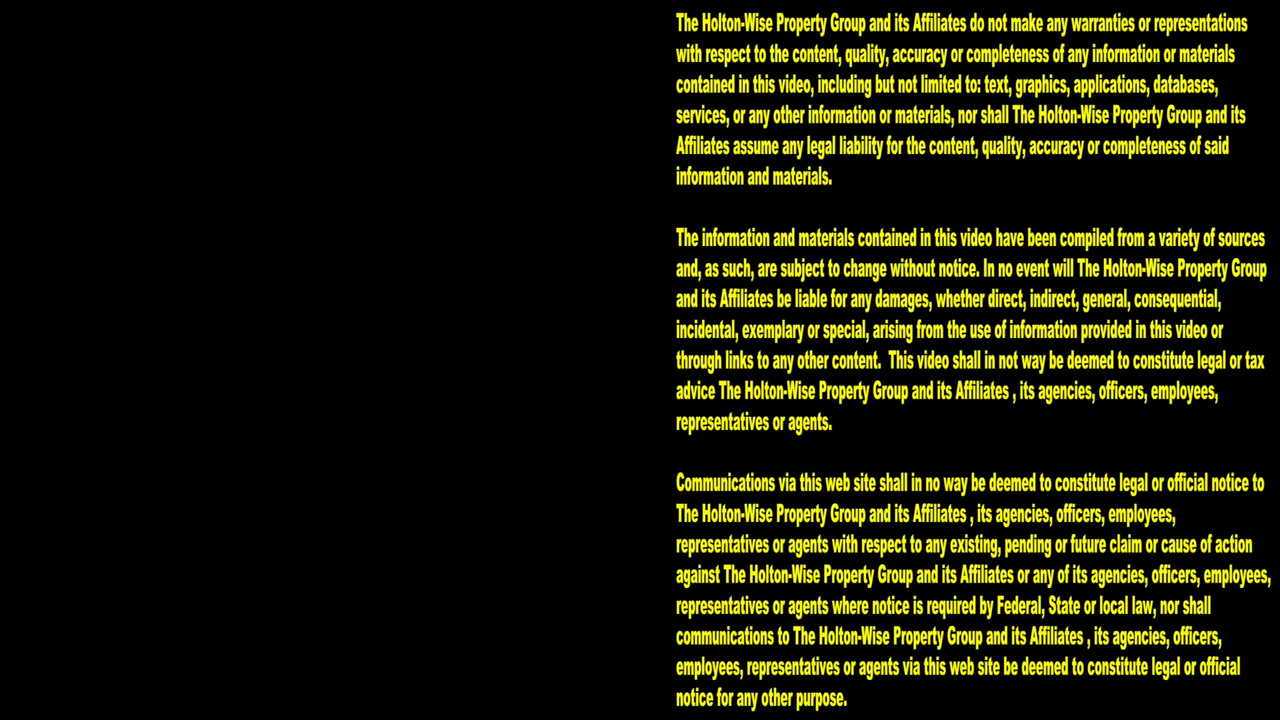 The Holton-Wise Property Group and its Affiliates do not make any warranties or representations
with respect to the content, quality, accuracy or completeness of any information or materials
contained in this video, including but not limited to: text, graphics, applications, databases,
services, or any other information or materials, nor shall The Holton-Wise Property Group and its
Affiliates assume any legal liability for the content, quality, accuracy or completeness of said
information and materials.
The information and materials contained in this video have been compiled from a variety of sources
and, as such, are subject to change without notice. In no event will The Holton-Wise Property Group
and its Affiliates be liable for any damages, whether direct, indirect, general, consequential,
incidental, exemplary or special, arising from the use of information provided in this video or
through links to any other content.  This video shall in not way be deemed to constitute legal or tax
advice The Holton-Wise Property Group and its Affiliates , its agencies, officers, employees,
representatives or agents.
Communications via this web site shall in no way be deemed to constitute legal or official notice to
The Holton-Wise Property Group and its Affiliates , its agencies, officers, employees,
representatives or agents with respect to any existing, pending or future claim or cause of action
against The Holton-Wise Property Group and its Affiliates or any of its agencies, officers, employees,
representatives or agents where notice is required by Federal, State or local law, nor shall
communications to The Holton-Wise Property Group and its Affiliates , its agencies, officers,
employees, representatives or agents via this web site be deemed to constitute legal or official
notice for any other purpose.